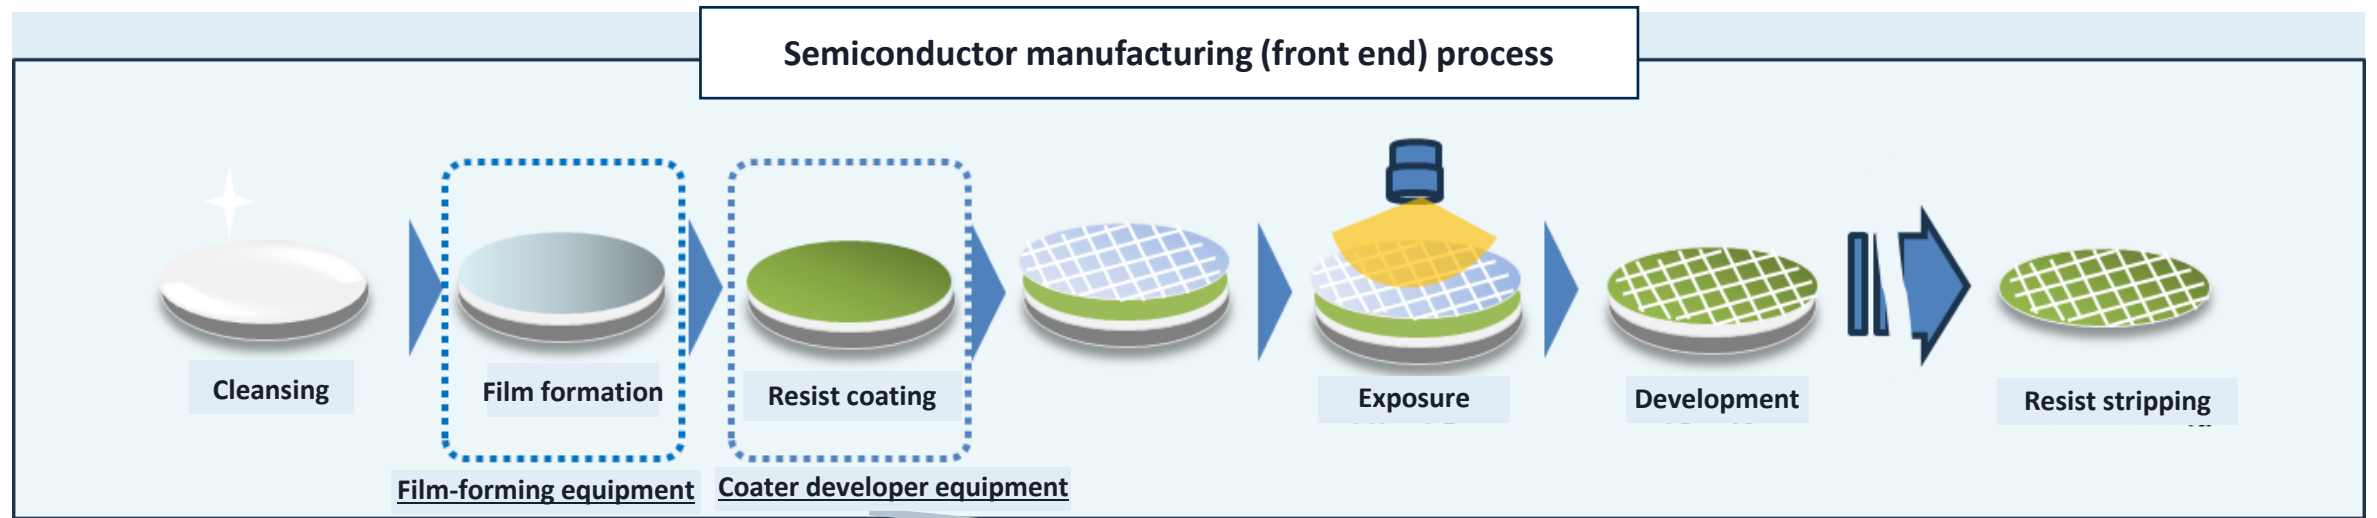 Semiconductor manufacturing (front end) process
Cleansing
Film formation
Resist coating
Exposure
Development
Resist stripping
Film-forming equipment
Coater developer equipment